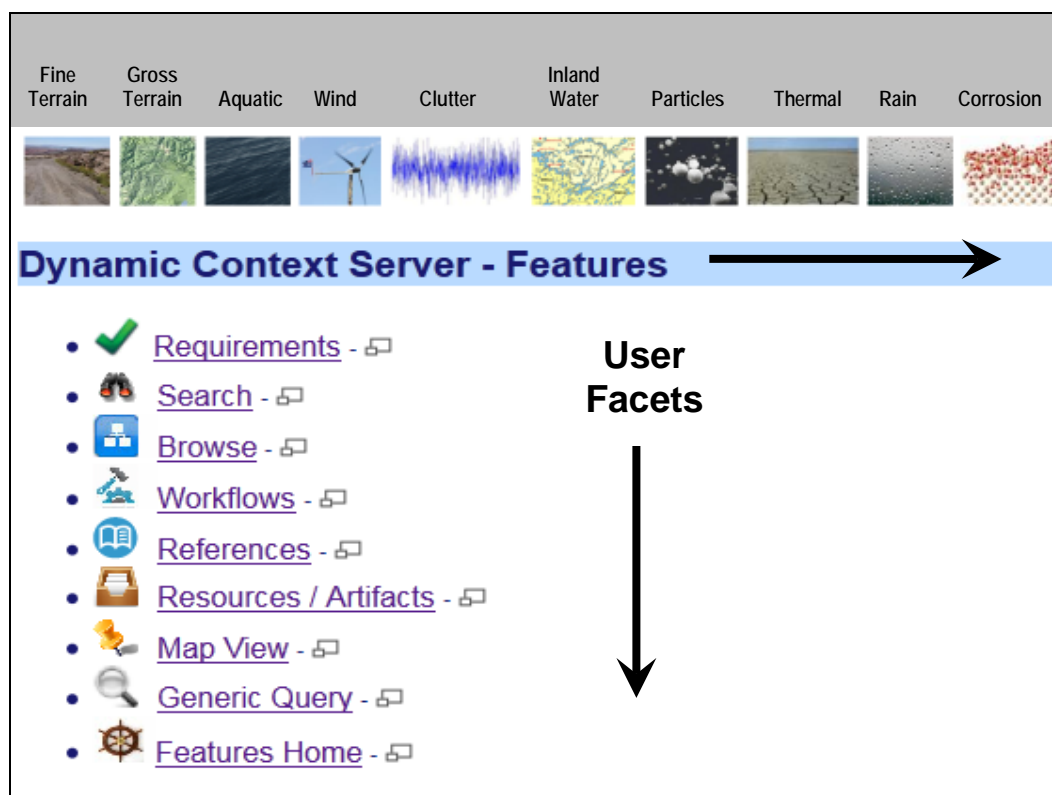 Fine Terrain
Gross Terrain
Aquatic
Wind
Clutter
Inland Water
Particles
Thermal
Rain
Corrosion
Dynamic Context Server - Features
Requirements -
Search -
Browse -
Workflows -
References -
Resources / Artifacts -
Map View -
Generic Query -
Features Home -
User
Facets